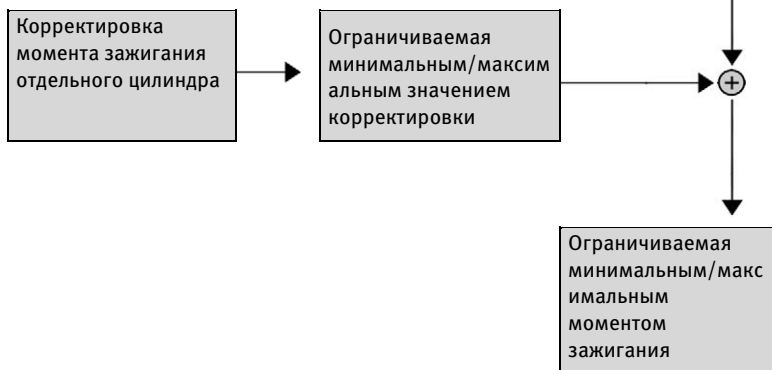 Корректировка
момента зажигания
отдельного цилиндра
Ограничиваемая
минимальным/максим
альным значением
корректировки
+
Ограничиваемая
минимальным/макс
имальным
моментом
зажигания